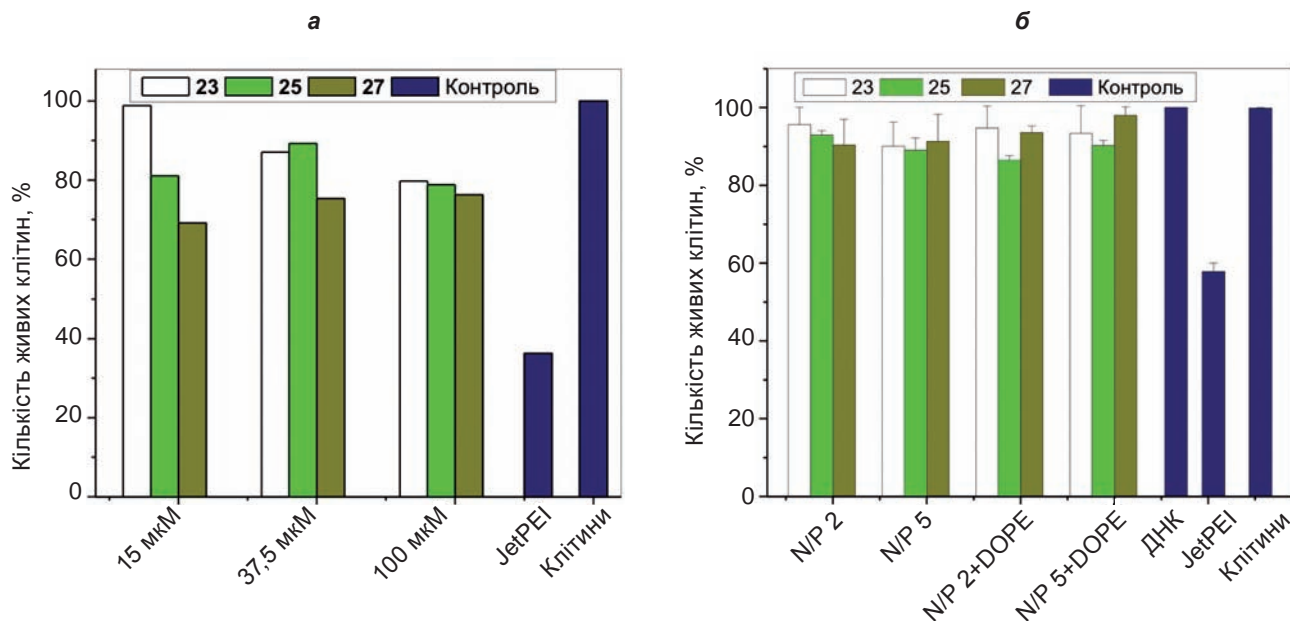 а
23 25 27 Контроль
Кількість живих клітин, %
100
80
60
40
20
0
15 мкМ
37,5 мкМ
100 мкМ
JetPEI
Клітини
б
23 25 27 Контроль
Кількість живих клітин, %
100
80
60
40
20
0
N/P 2
N/P 5
N/P 2+DOPE
N/P 5+DOPE
ДНК
JetPEI
Клітини